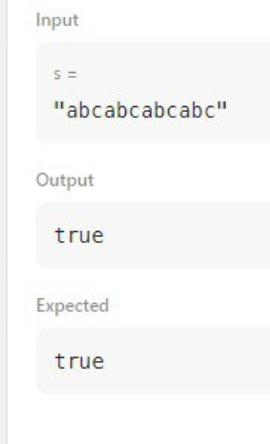 Input
s =
"abcabcabcabc"
Output
true
Expected
true